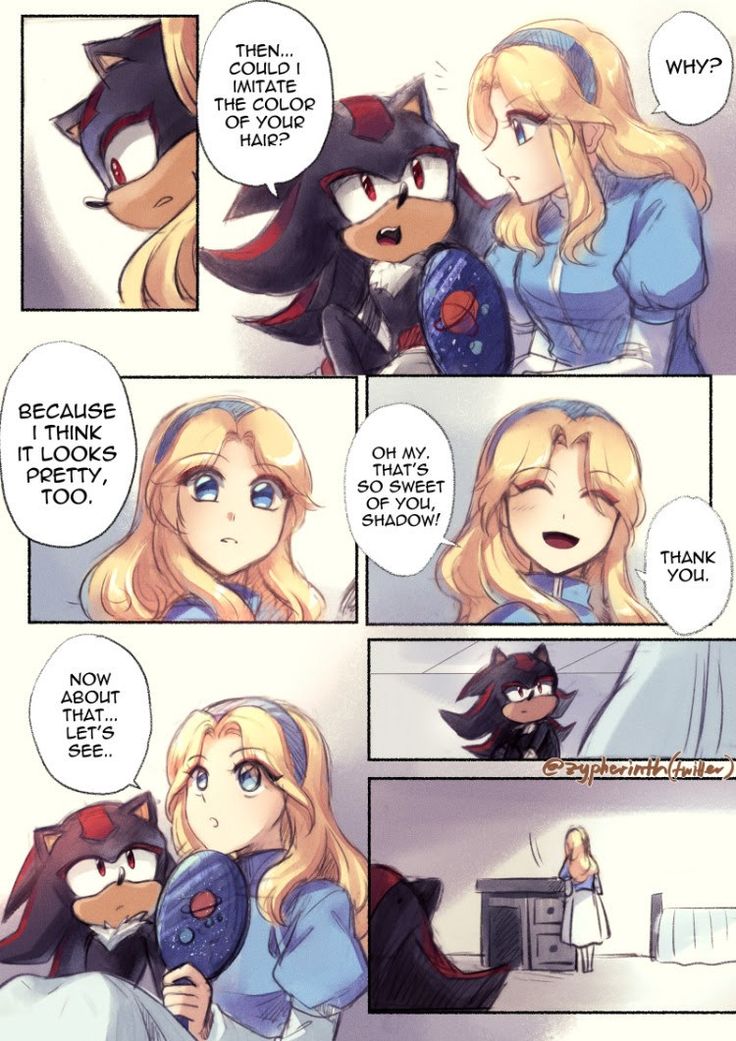 THEN...
COULD I
IMITATE
THE COLOR
OF YOUR
HAIR?
WHY?
BECAUSE
I THINK
IT LOOKS
PRETTY,
TOO.
OH MY.
THAT'S
SO SWEET
OF YOU,
SHADOW!
THANK
YOU.
NOW
ABOUT
THAT...
LET'S
SEE..
@zypherinth(twitter)